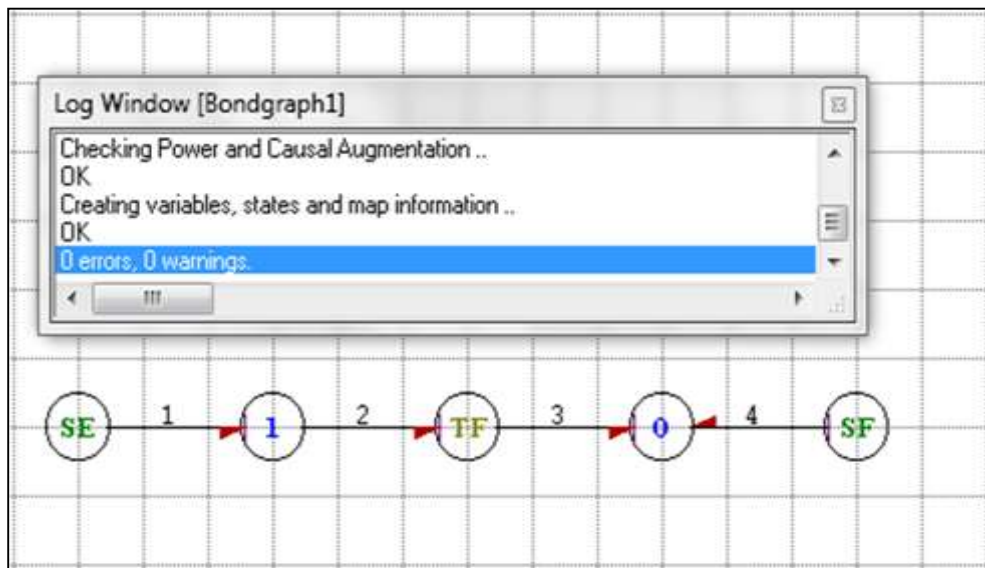 Log Window [Bondgraph1]
Checking Power and Causal Augmentation ..
OK
Creating variables, states and map information ..
OK
0 errors, 0 warnings.
SE 1 1 2 TF 3 0 4 SF